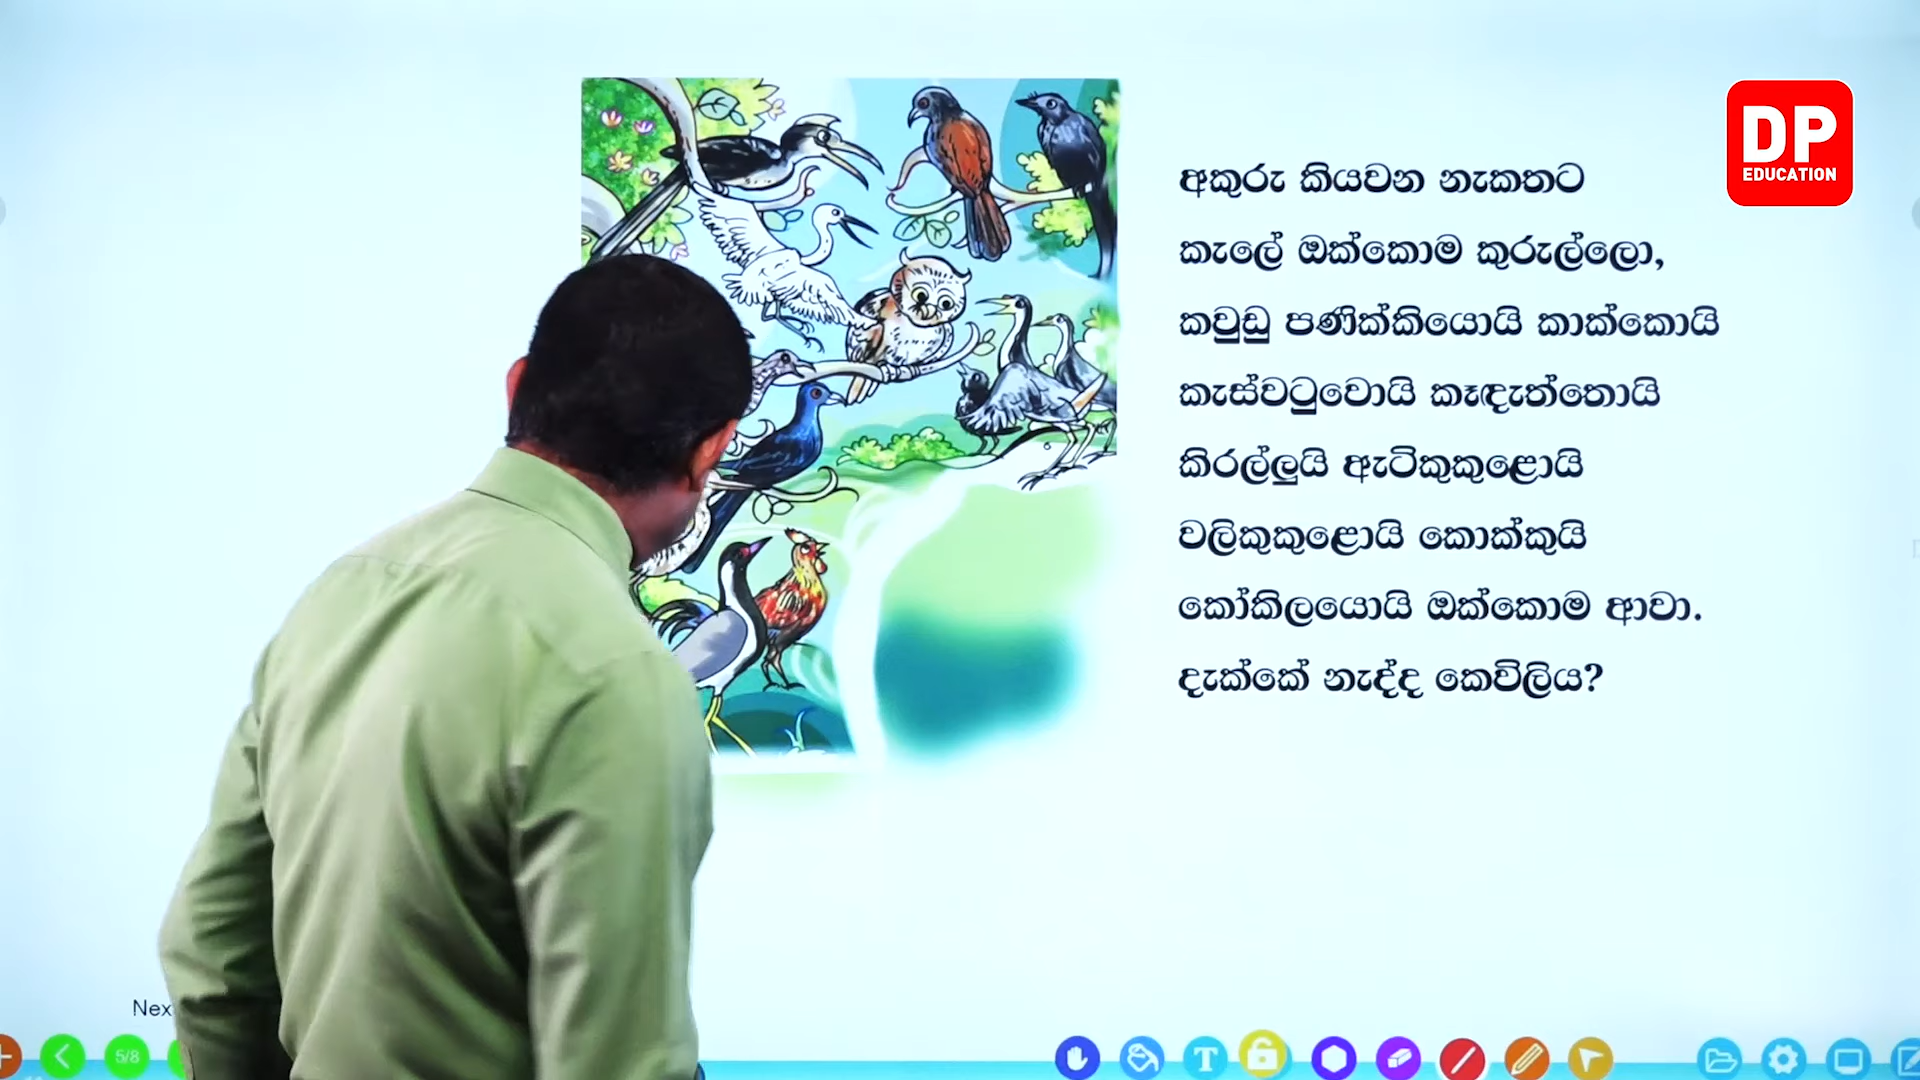 DP
EDUCATION
අකුරු කියවන නැකතට
කැලේ ඔක්කොම කුරුල්ලො,
කවුඩු පණික්කියොයි කාක්කොයි
කැස්වටුවොයි කෑඳැත්තොයි
කිරල්ලුයි ඇටිකුකුළොයි
වලිකුකුළොයි කොක්කුයි
කෝකිලයොයි ඔක්කොම ආවා.
දැක්කේ නැද්ද කෙවිලිය?
Nex
5/8
T